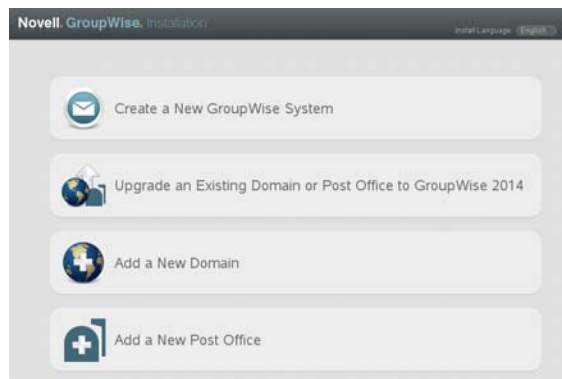 Novell. GroupWise. Installation
Install Language: English
Create a New GroupWise System
Upgrade an Existing Domain or Post Office to GroupWise 2014
Add a New Domain
Add a New Post Office